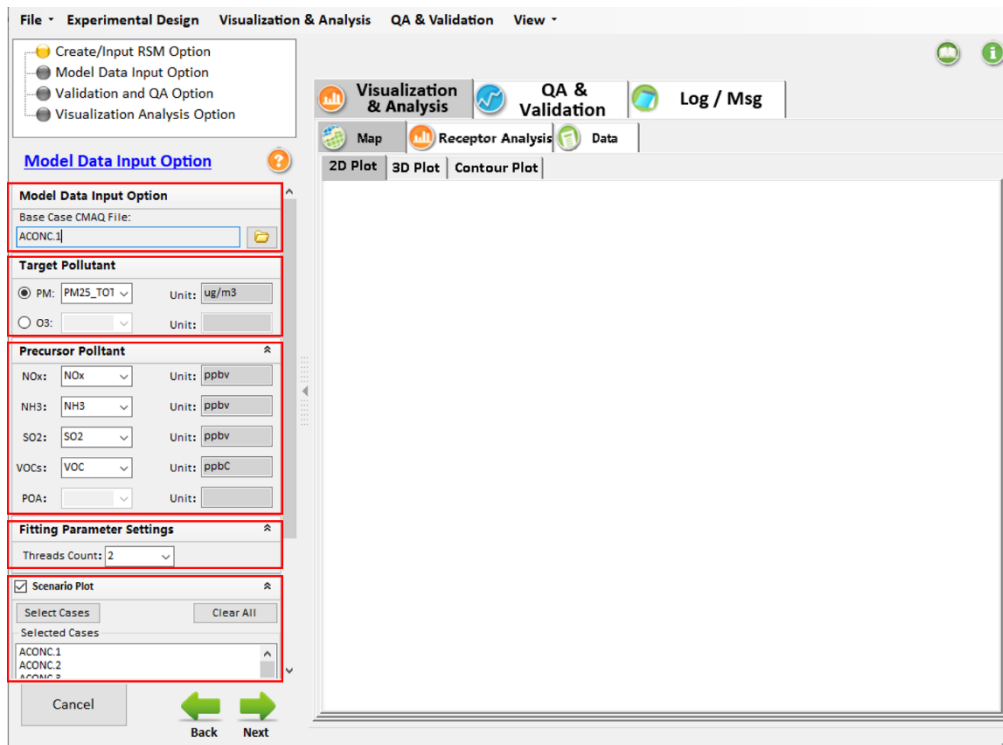 File Experimental Design Visualization & Analysis QA & Validation View
Create/Input RSM Option
Model Data Input Option
Validation and QA Option
Visualization Analysis Option
Model Data Input Option ?
Model Data Input Option
Base Case CMAQ File:
ACONC.1
Target Pollutant
PM: PM25_TOT Unit: ug/m3
O3: Unit:
Precursor Polltant
NOx: NOx Unit: ppbv
NH3: NH3 Unit: ppbv
SO2: SO2 Unit: ppbv
VOCs: VOC Unit: ppbC
POA: Unit:
Fitting Parameter Settings
Threads Count: 2
Scenario Plot
Select Cases Clear All
Selected Cases
ACONC.1
ACONC.2
ACONC.3
Cancel
Back Next
i
Visualization & Analysis
QA & Validation
Log / Msg
Map Receptor Analysis Data
2D Plot 3D Plot Contour Plot